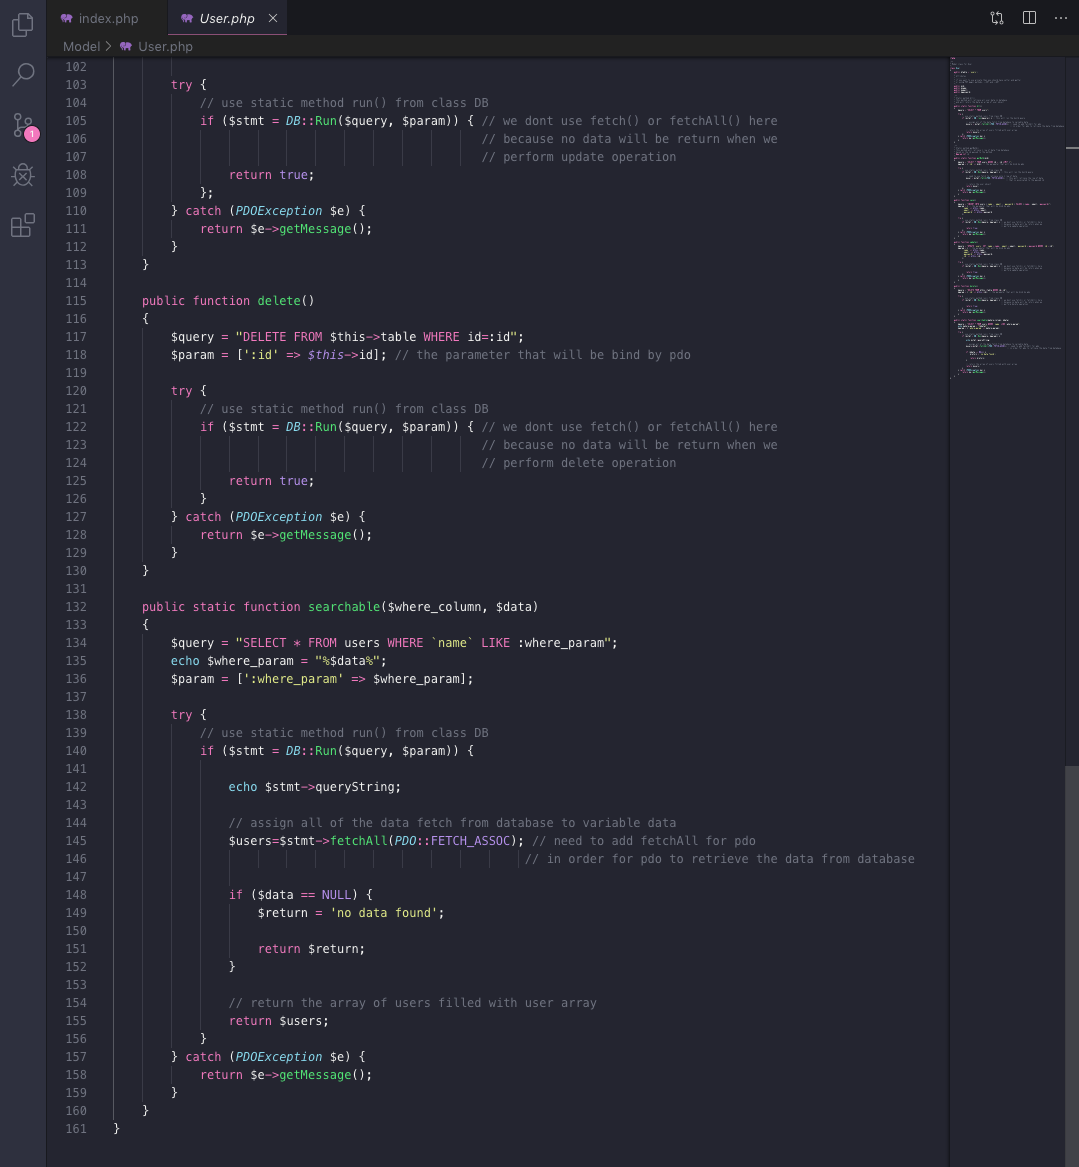 index.php
User.php
Model > User.php
1
102
103 try {
104 // use static method run() from class DB
105 if ($stmt = DB::Run($query, $param)) { // we dont use fetch() or fetchAll() here
106 // because no data will be return when we
107 // perform update operation
108 return true;
109 };
110 } catch (PDOException $e) {
111 return $e->getMessage();
112 }
113 }
114
115 public function delete()
116 {
117 $query = "DELETE FROM $this->table WHERE id=:id";
118 $param = [':id' => $this->id]; // the parameter that will be bind by pdo
119
120 try {
121 // use static method run() from class DB
122 if ($stmt = DB::Run($query, $param)) { // we dont use fetch() or fetchAll() here
123 // because no data will be return when we
124 // perform delete operation
125 return true;
126 }
127 } catch (PDOException $e) {
128 return $e->getMessage();
129 }
130 }
131
132 public static function searchable($where_column, $data)
133 {
134 $query = "SELECT * FROM users WHERE `name` LIKE :where_param";
135 echo $where_param = "%$data%";
136 $param = [':where_param' => $where_param];
137
138 try {
139 // use static method run() from class DB
140 if ($stmt = DB::Run($query, $param)) {
141
142 echo $stmt->queryString;
143
144 // assign all of the data fetch from database to variable data
145 $users=$stmt->fetchAll(PDO::FETCH_ASSOC); // need to add fetchAll for pdo
146 // in order for pdo to retrieve the data from database
147
148 if ($data == NULL) {
149 $return = 'no data found';
150
151 return $return;
152 }
153
154 // return the array of users filled with user array
155 return $users;
156 }
157 } catch (PDOException $e) {
158 return $e->getMessage();
159 }
160 }
161 }